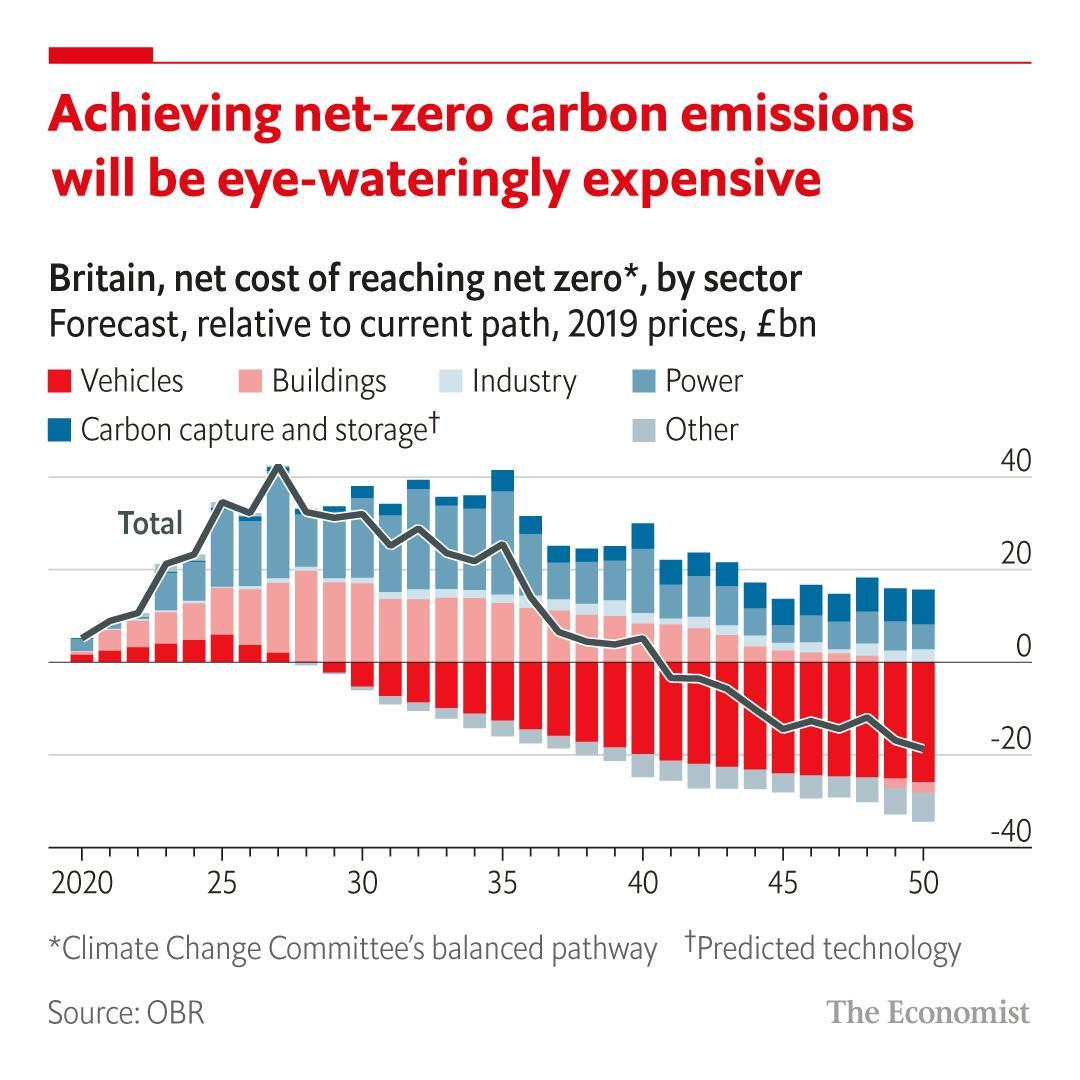 Achieving net-zero carbon emissions
will be eye-wateringly expensive
Britain, net cost of reaching net zero*, by sector
Forecast, relative to current path, 2019 prices, £bn
Vehicles Buildings Industry Power
Carbon capture and storage† Other
40
Total
20
0
-20
-40
2020 25 30 35 40 45 50
*Climate Change Committee's balanced pathway †Predicted technology
Source: OBR The Economist